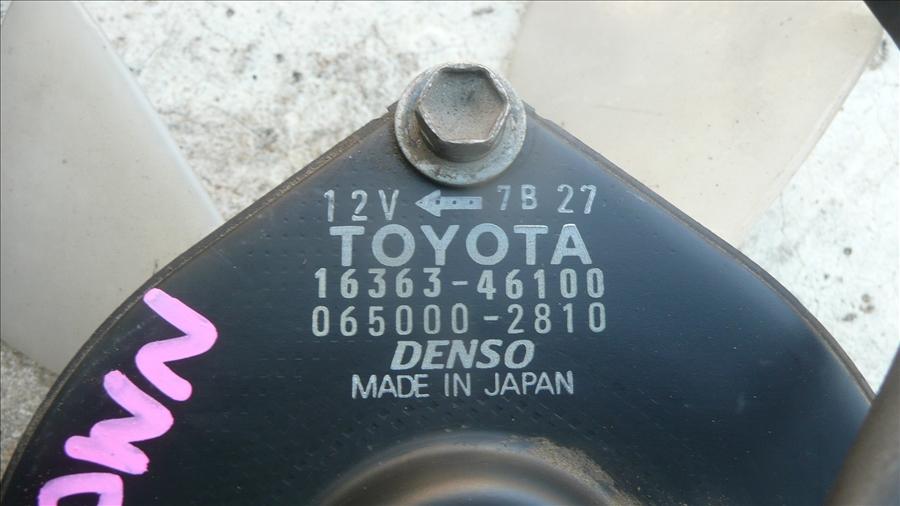 12V 7B 27
TOYOTA
16363-46100
065000-2810
DENSO
MADE IN JAPAN